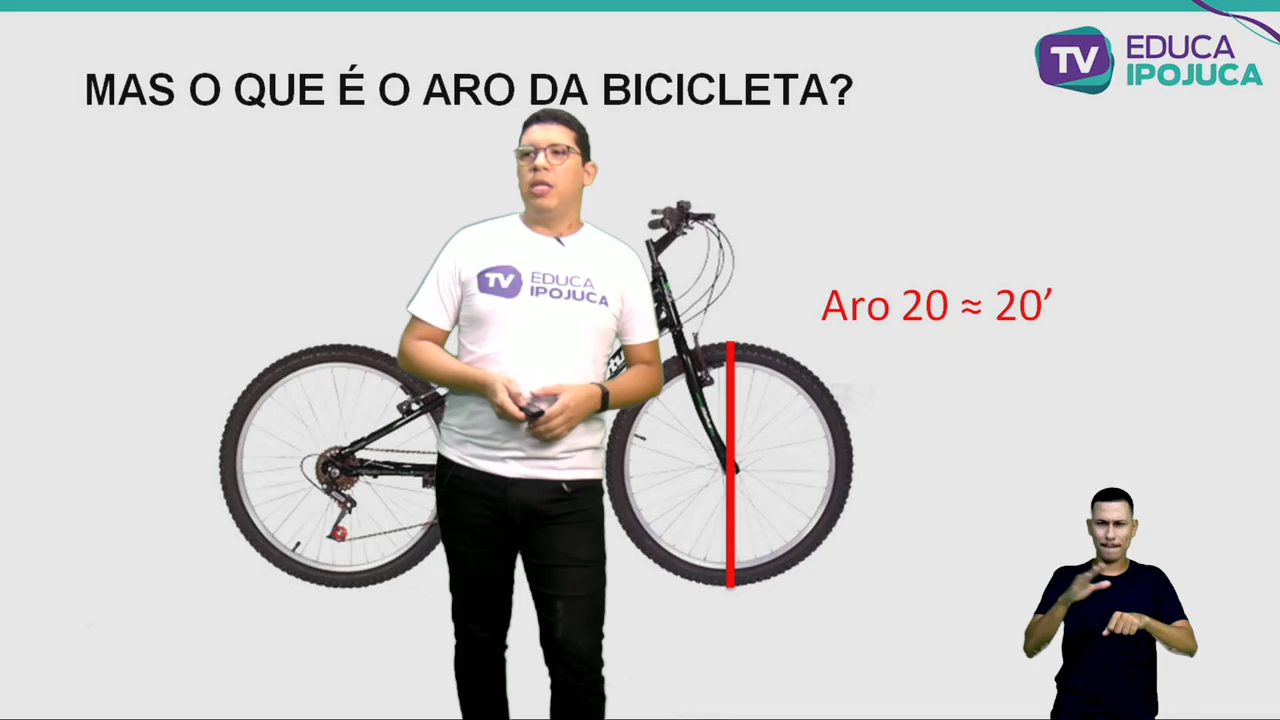 MAS O QUE É O ARO DA BICICLETA?
TV EDUCA
IPOJUCA
TV EDUCA
IPOJUCA
Aro 20 ≈ 20’